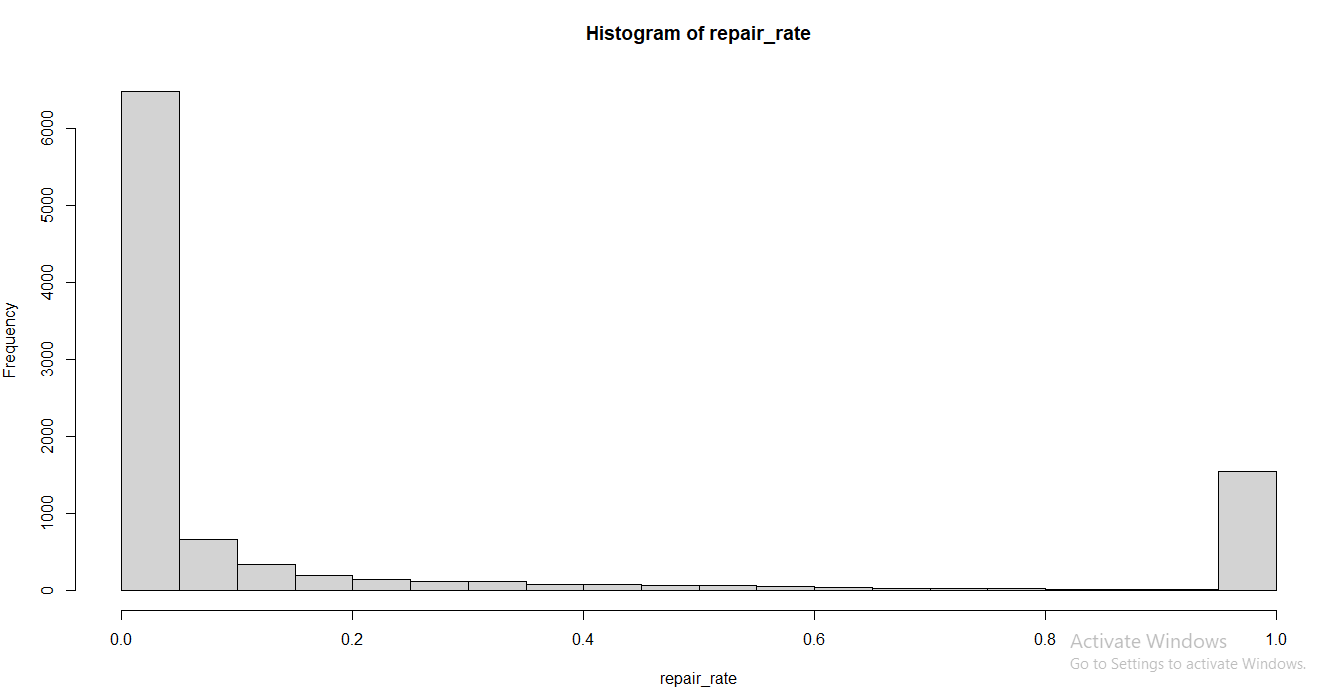 Histogram of repair_rate
6000
5000
4000
3000
2000
1000
0
Frequency
0.0 0.2 0.4 0.6 0.8 1.0
repair_rate
Activate Windows
Go to Settings to activate Windows.